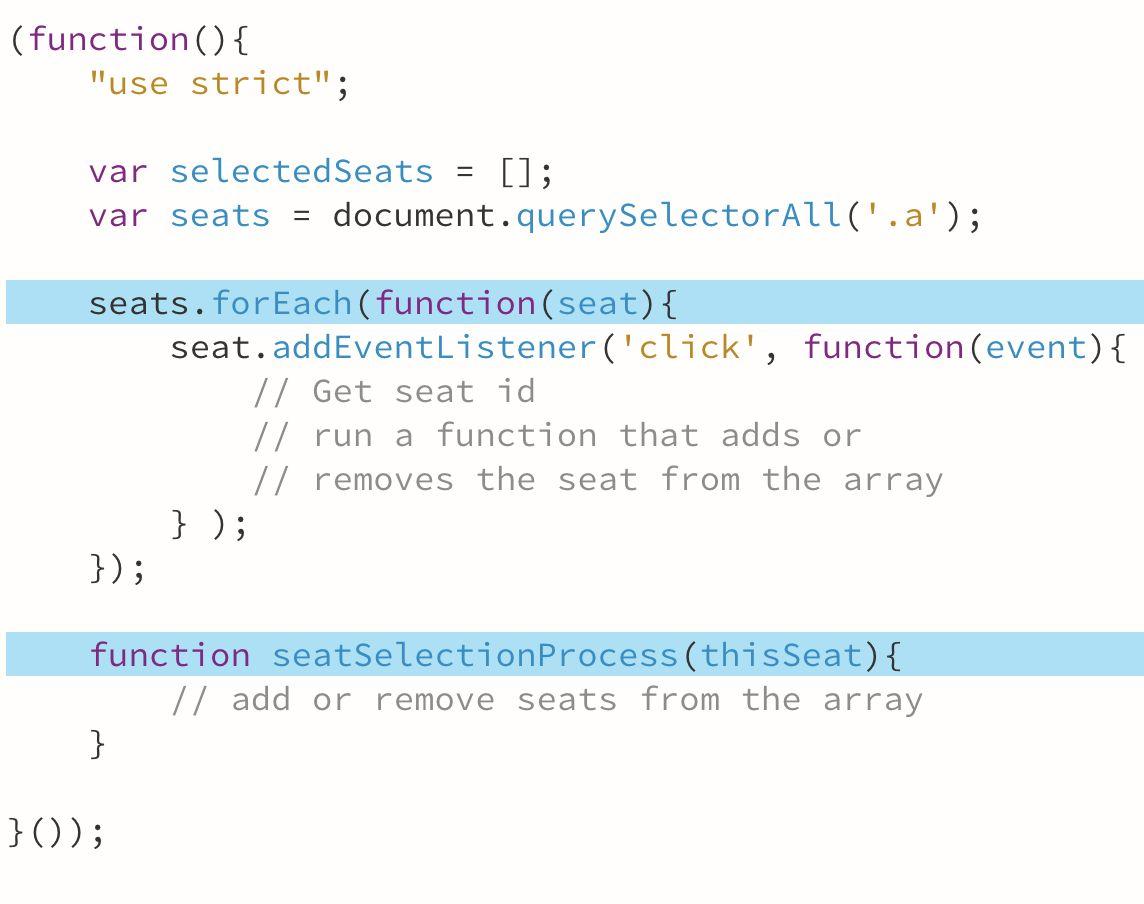 (function(){
    "use strict";

    var selectedSeats = [];
    var seats = document.querySelectorAll('.a');

    seats.forEach(function(seat){
        seat.addEventListener('click', function(event){
            // Get seat id
            // run a function that adds or
            // removes the seat from the array
        } );
    });

    function seatSelectionProcess(thisSeat){
        // add or remove seats from the array
    }

}());